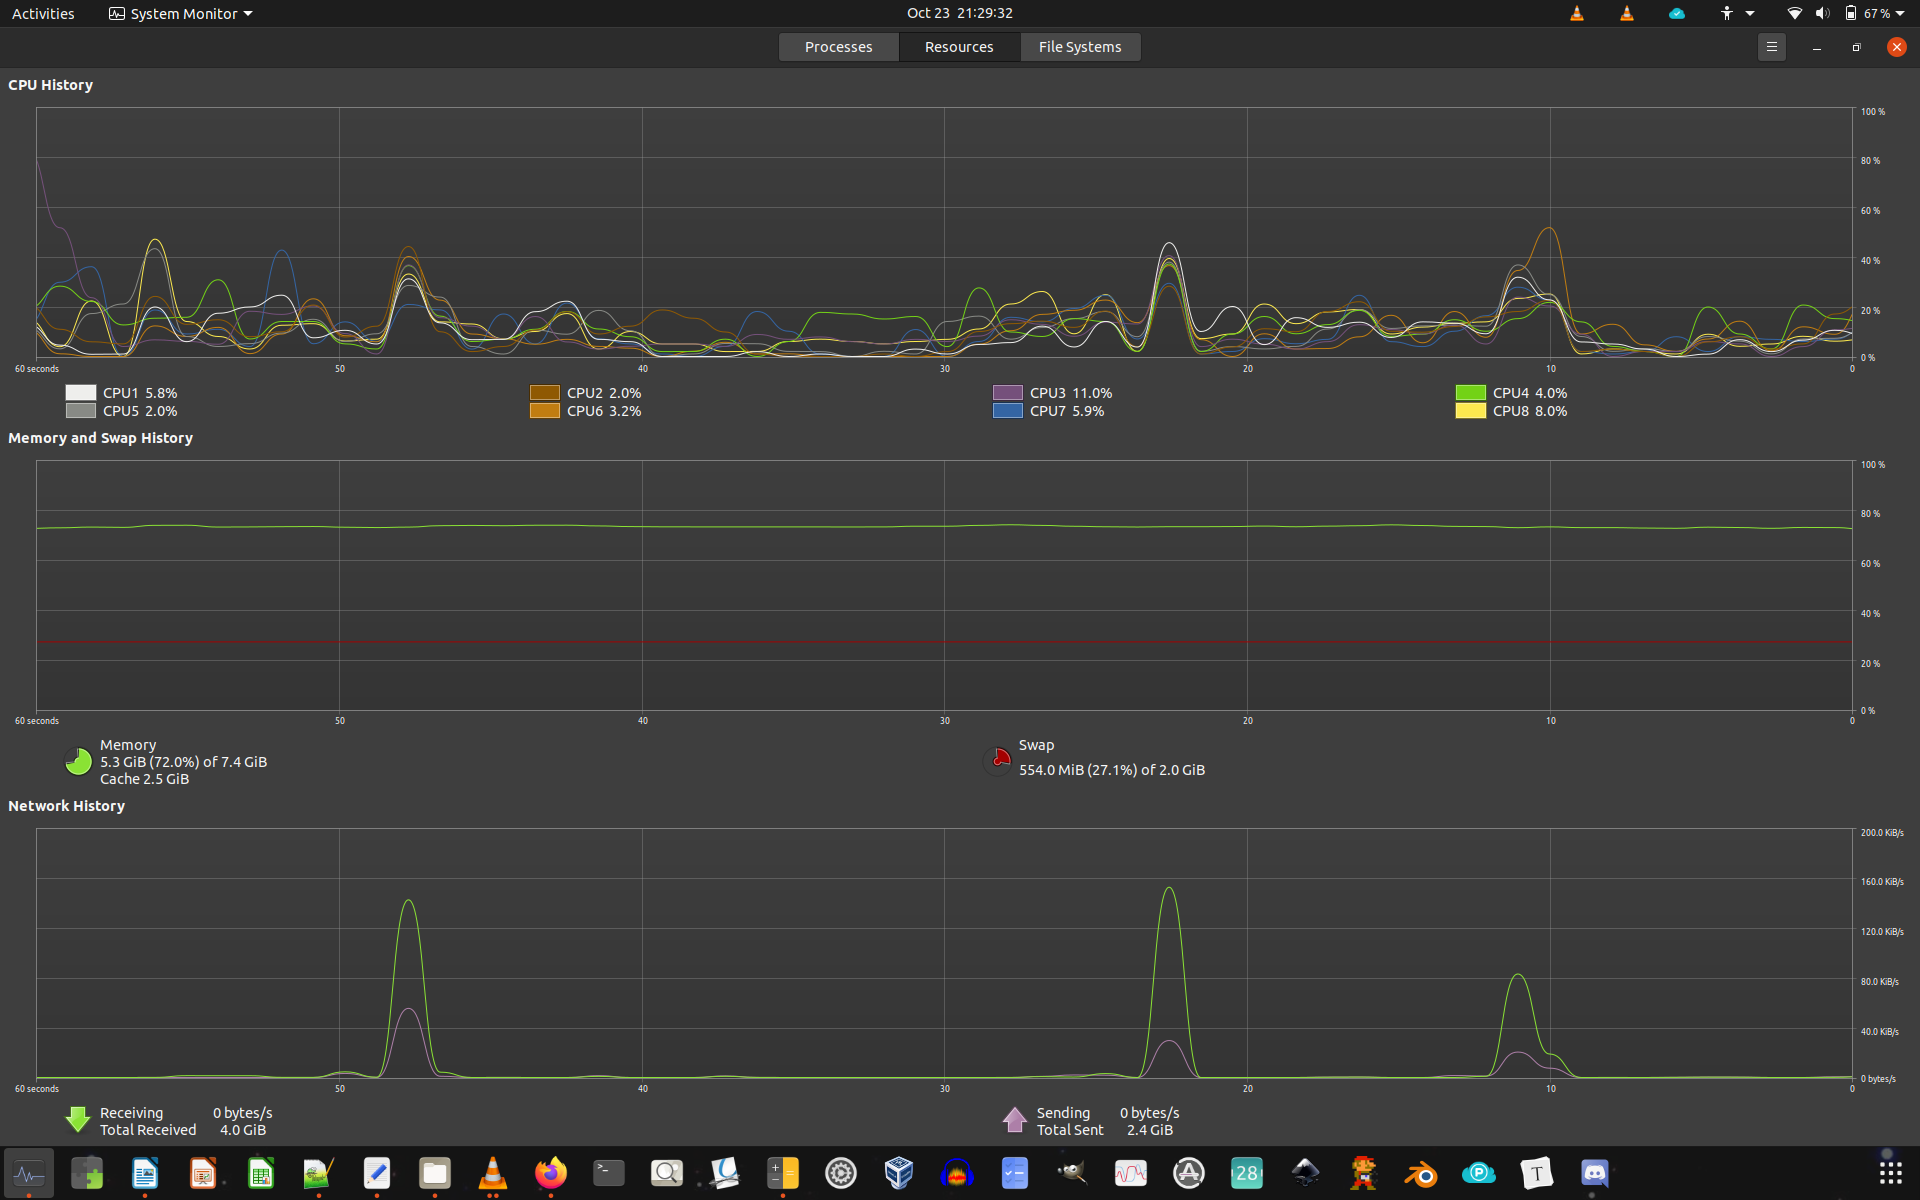 Activities System Monitor Oct 23 21:29:32 67 %
Processes Resources File Systems
CPU History
100 %
80 %
60 %
40 %
20 %
0 %
60 seconds 50 40 30 20 10 0
CPU1 5.8% CPU2 2.0% CPU3 11.0% CPU4 4.0%
CPU5 2.0% CPU6 3.2% CPU7 5.9% CPU8 8.0%
Memory and Swap History
100 %
80 %
60 %
40 %
20 %
0 %
60 seconds 50 40 30 20 10 0
Memory
5.3 GiB (72.0%) of 7.4 GiB
Cache 2.5 GiB
Swap
554.0 MiB (27.1%) of 2.0 GiB
Network History
200.0 KiB/s
160.0 KiB/s
120.0 KiB/s
80.0 KiB/s
40.0 KiB/s
0 bytes/s
60 seconds 50 40 30 20 10 0
Receiving 0 bytes/s
Total Received 4.0 GiB
Sending 0 bytes/s
Total Sent 2.4 GiB
28 P T